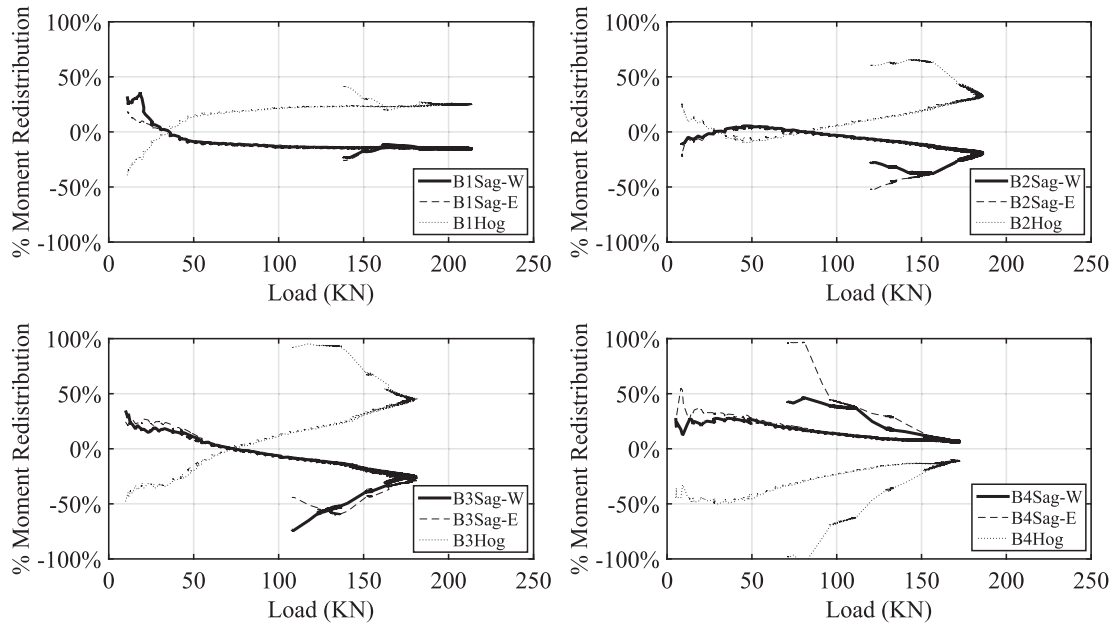 % Moment Redistribution
100%
50%
0%
-50%
-100%
B1Sag-W
B1Sag-E
B1Hog
0 50 100 150 200 250
Load (KN)
% Moment Redistribution
100%
50%
0%
-50%
-100%
B2Sag-W
B2Sag-E
B2Hog
0 50 100 150 200 250
Load (KN)
% Moment Redistribution
100%
50%
0%
-50%
-100%
B3Sag-W
B3Sag-E
B3Hog
0 50 100 150 200 250
Load (KN)
% Moment Redistribution
100%
50%
0%
-50%
-100%
B4Sag-W
B4Sag-E
B4Hog
0 50 100 150 200 250
Load (KN)